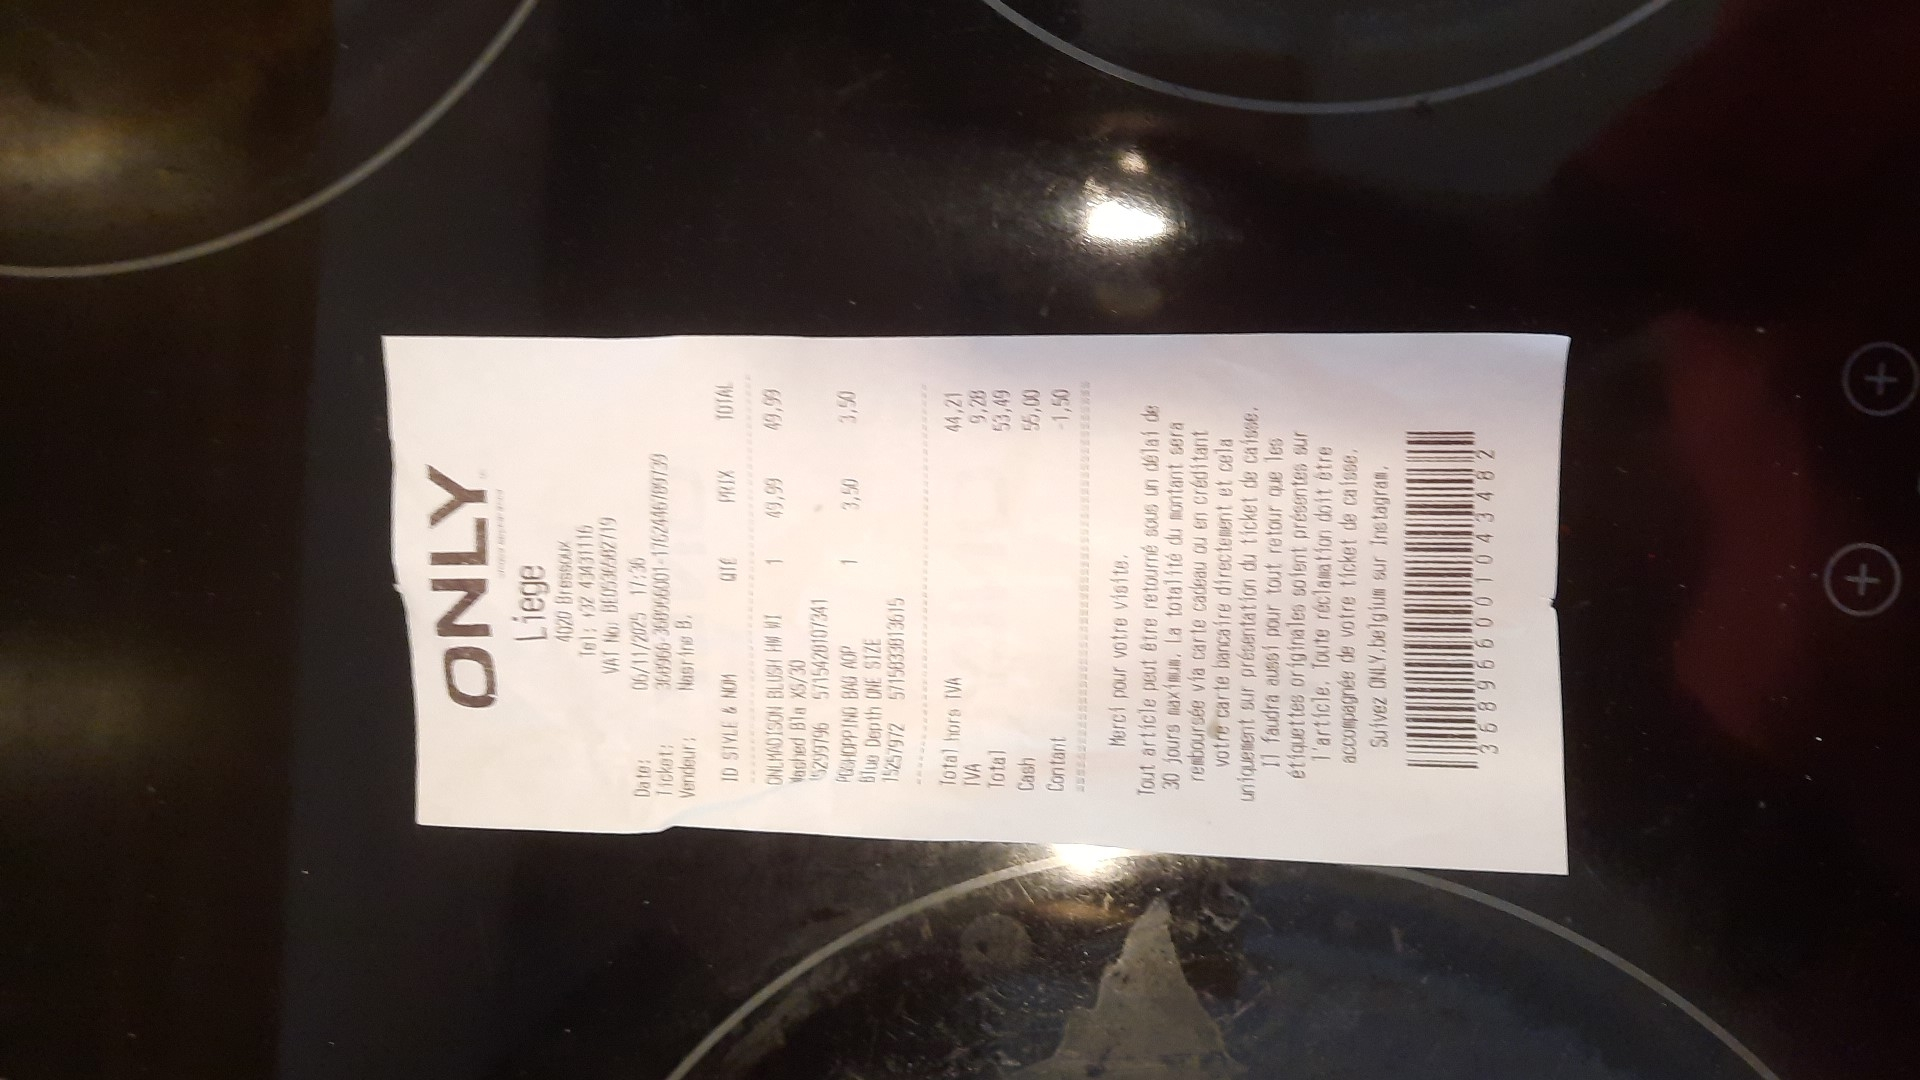 ONLY
Liege
4020 Bressoux
Tel: +32 43431116
VAT No: BE0536582719
Date: 06/11/2025 17:36
Ticket:
Vendeur: B.
ID STYLE & NOM QTÉ PRIX TOTAL
ONLMADISON BLUSH HW WI 1 49,99 49,99
Washed Bla XS/30
15299796 5715420107341
PCSHOPPING BAG AOP 1 3,50 3,50
Blue Depth ONE SIZE
15257972
Total hors TVA 44,21
TVA 9,28
Total 53,49
Cash 55,00
Contant -1,50
Merci pour votre visite.
Tout article peut être retourné sous un délai de
30 jours maximum. La totalité du montant sera
remboursée via carte cadeau ou en créditant
votre carte bancaire directement et cela
uniquement sur présentation du ticket de caisse.
Il faudra aussi pour tout retour que les
étiquettes originales soient présentes sur
l'article. Toute réclamation doit être
accompagnée de votre ticket de caisse.
Suivez ONLY.belgium sur Instagram.
368966001043482